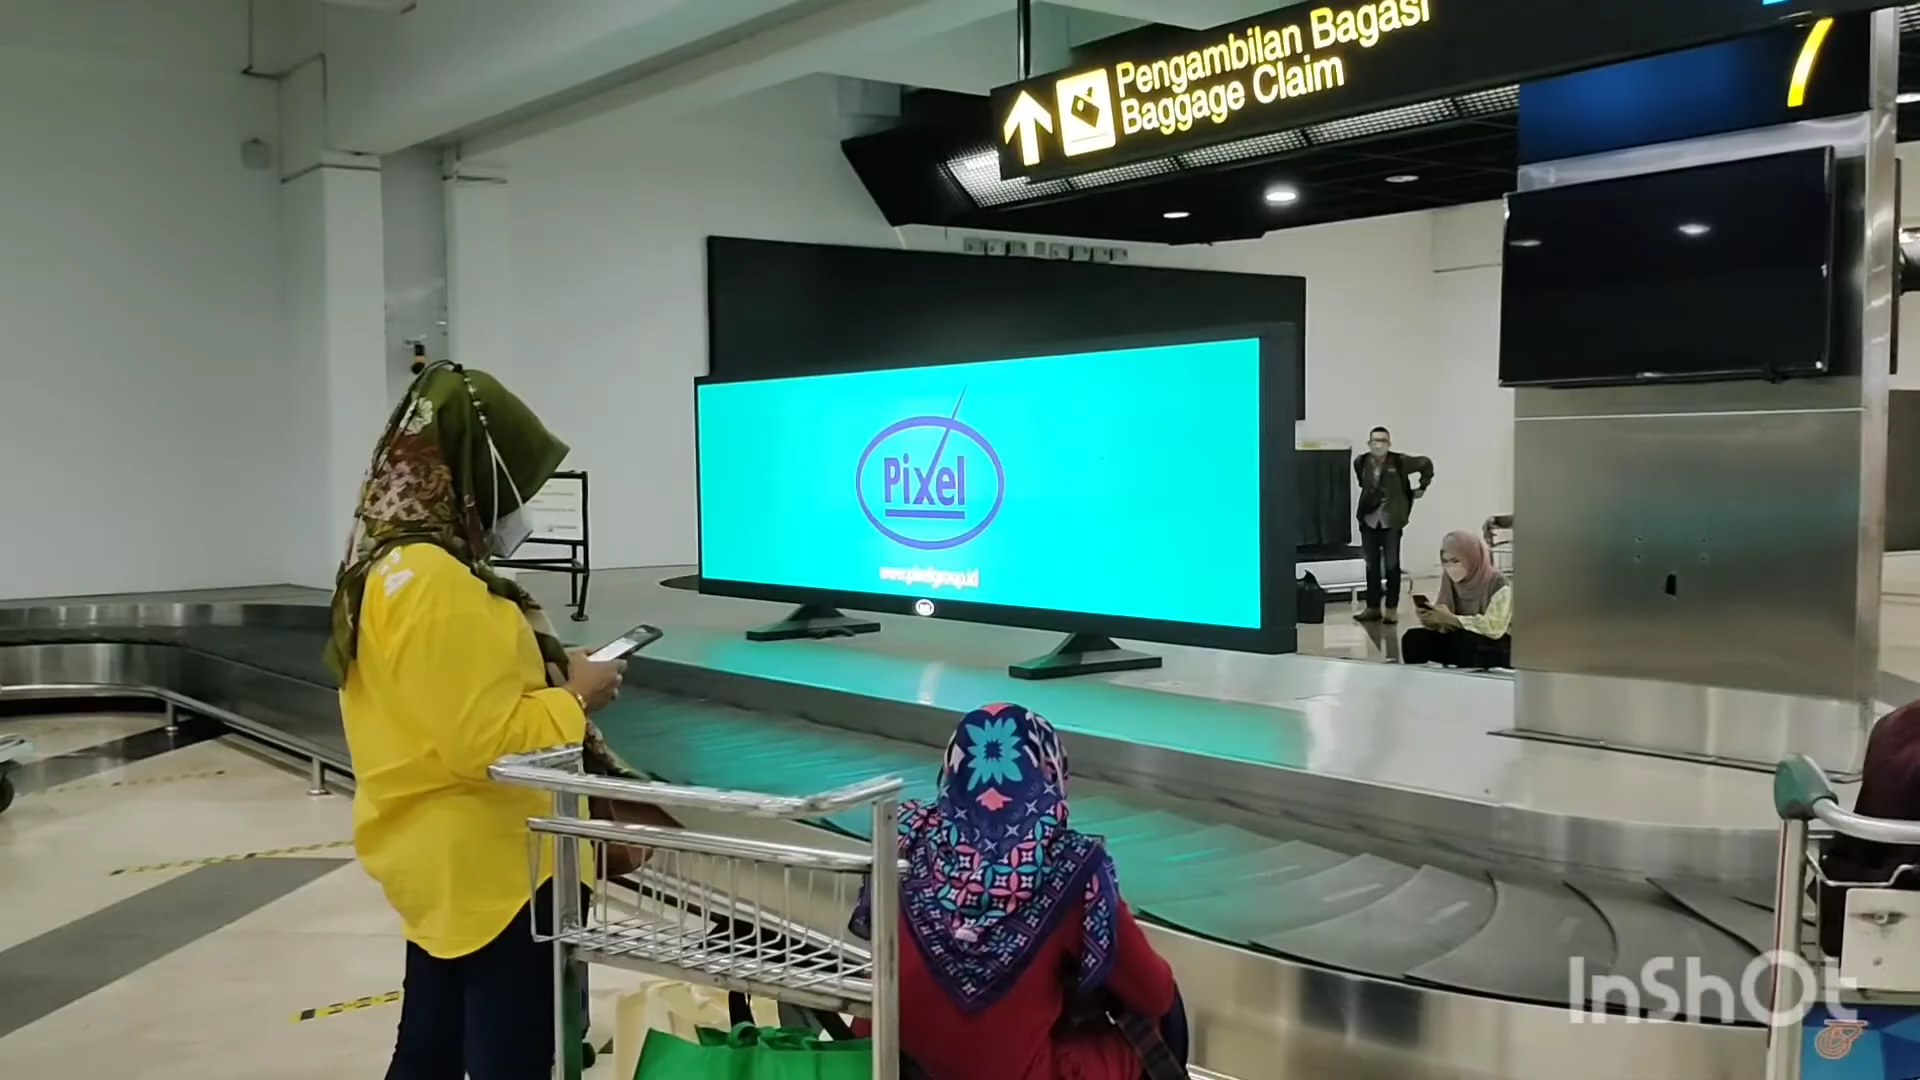 Pengambilan Bagasi
Baggage Claim
7
Pixel
www.pixelgroup.id
InShOt